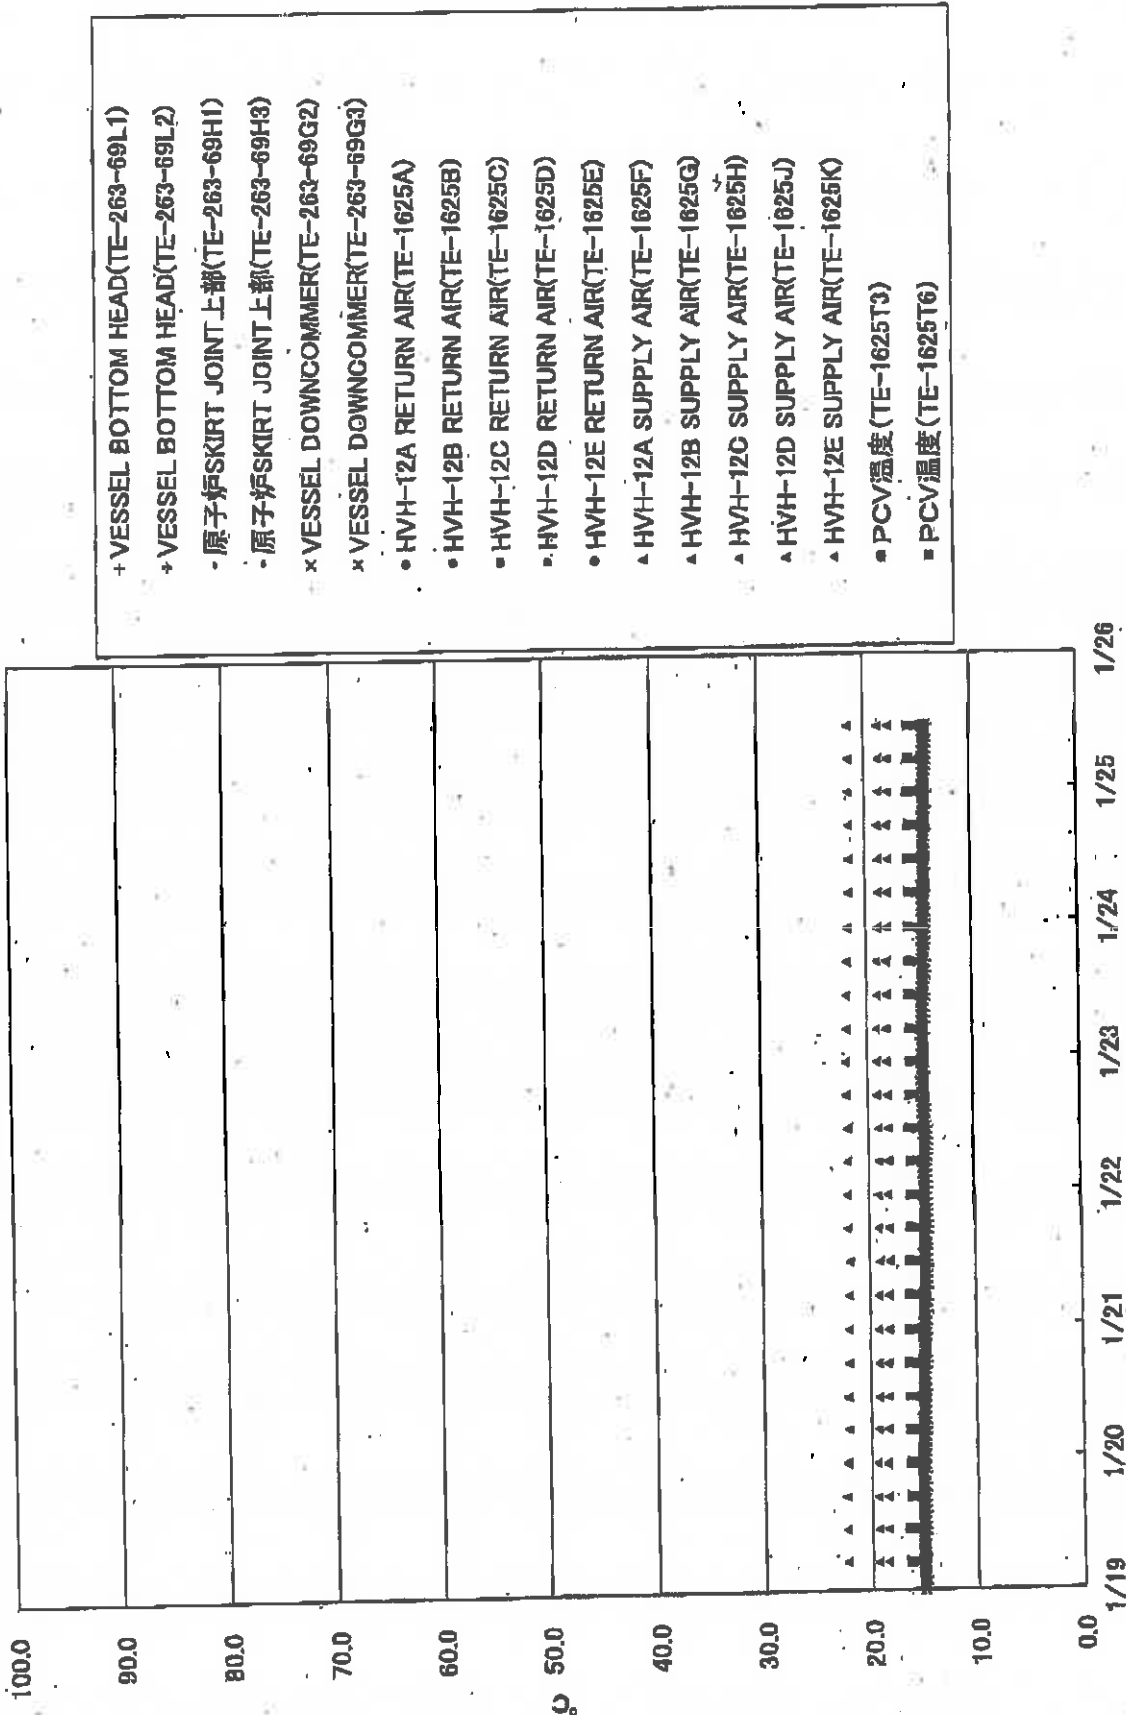 + VESSEL BOTTOM HEAD(TE-263-69L1)
+ VESSEL BOTTOM HEAD(TE-263-69L2)
- 原子炉SKIRT JOINT上部(TE-263-69H1)
- 原子炉SKIRT JOINT上部(TE-263-69H3)
× VESSEL DOWNCOMMER(TE-263-69G2)
× VESSEL DOWNCOMMER(TE-263-69G3)
● HVH-12A RETURN AIR(TE-1625A)
● HVH-12B RETURN AIR(TE-1625B)
■ HVH-12C RETURN AIR(TE-1625C)
■ HVH-12D RETURN AIR(TE-1625D)
● HVH-12E RETURN AIR(TE-1625E)
▲ HVH-12A SUPPLY AIR(TE-1625F)
▲ HVH-12B SUPPLY AIR(TE-1625G)
▲ HVH-12C SUPPLY AIR(TE-1625H)
▲ HVH-12D SUPPLY AIR(TE-1625J)
▲ HVH-12E SUPPLY AIR(TE-1625K)
● PCV温度(TE-1625T3)
■ PCV温度(TE-1625T6)
100.0
90.0
80.0
70.0
60.0
50.0
40.0
30.0
20.0
10.0
0.0
℃
1/19
1/20
1/21
1/22
1/23
1/24
1/25
1/26